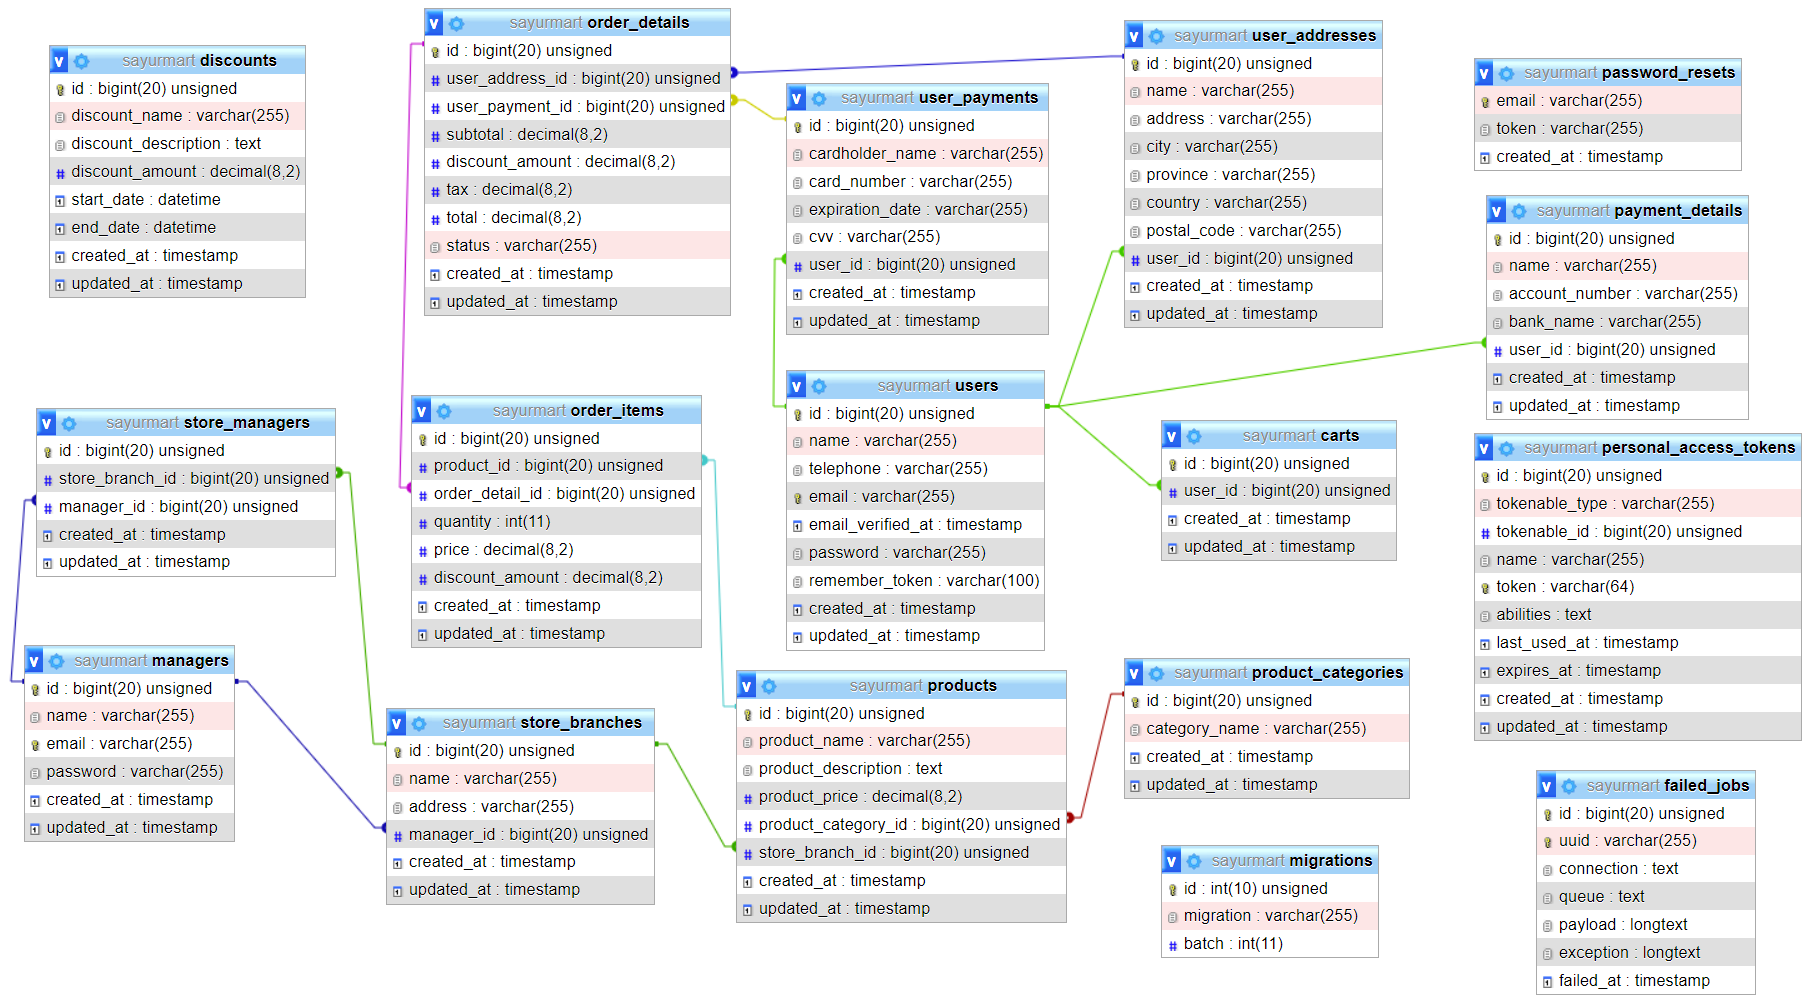 sayurmart discounts
id : bigint(20) unsigned
discount_name : varchar(255)
discount_description : text
discount_amount : decimal(8,2)
start_date : datetime
end_date : datetime
created_at : timestamp
updated_at : timestamp
sayurmart order_details
id : bigint(20) unsigned
user_address_id : bigint(20) unsigned
user_payment_id : bigint(20) unsigned
subtotal : decimal(8,2)
discount_amount : decimal(8,2)
tax : decimal(8,2)
total : decimal(8,2)
status : varchar(255)
created_at : timestamp
updated_at : timestamp
sayurmart user_payments
id : bigint(20) unsigned
cardholder_name : varchar(255)
card_number : varchar(255)
expiration_date : varchar(255)
cvv : varchar(255)
user_id : bigint(20) unsigned
created_at : timestamp
updated_at : timestamp
sayurmart user_addresses
id : bigint(20) unsigned
name : varchar(255)
address : varchar(255)
city : varchar(255)
province : varchar(255)
country : varchar(255)
postal_code : varchar(255)
user_id : bigint(20) unsigned
created_at : timestamp
updated_at : timestamp
sayurmart password_resets
email : varchar(255)
token : varchar(255)
created_at : timestamp
sayurmart payment_details
id : bigint(20) unsigned
name : varchar(255)
account_number : varchar(255)
bank_name : varchar(255)
user_id : bigint(20) unsigned
created_at : timestamp
updated_at : timestamp
sayurmart store_managers
id : bigint(20) unsigned
store_branch_id : bigint(20) unsigned
manager_id : bigint(20) unsigned
created_at : timestamp
updated_at : timestamp
sayurmart order_items
id : bigint(20) unsigned
product_id : bigint(20) unsigned
order_detail_id : bigint(20) unsigned
quantity : int(11)
price : decimal(8,2)
discount_amount : decimal(8,2)
created_at : timestamp
updated_at : timestamp
sayurmart users
id : bigint(20) unsigned
name : varchar(255)
telephone : varchar(255)
email : varchar(255)
email_verified_at : timestamp
password : varchar(255)
remember_token : varchar(100)
created_at : timestamp
updated_at : timestamp
sayurmart carts
id : bigint(20) unsigned
user_id : bigint(20) unsigned
created_at : timestamp
updated_at : timestamp
sayurmart personal_access_tokens
id : bigint(20) unsigned
tokenable_type : varchar(255)
tokenable_id : bigint(20) unsigned
name : varchar(255)
token : varchar(64)
abilities : text
last_used_at : timestamp
expires_at : timestamp
created_at : timestamp
updated_at : timestamp
sayurmart managers
id : bigint(20) unsigned
name : varchar(255)
email : varchar(255)
password : varchar(255)
created_at : timestamp
updated_at : timestamp
sayurmart store_branches
id : bigint(20) unsigned
name : varchar(255)
address : varchar(255)
manager_id : bigint(20) unsigned
created_at : timestamp
updated_at : timestamp
sayurmart products
id : bigint(20) unsigned
product_name : varchar(255)
product_description : text
product_price : decimal(8,2)
product_category_id : bigint(20) unsigned
store_branch_id : bigint(20) unsigned
created_at : timestamp
updated_at : timestamp
sayurmart product_categories
id : bigint(20) unsigned
category_name : varchar(255)
created_at : timestamp
updated_at : timestamp
sayurmart migrations
id : int(10) unsigned
migration : varchar(255)
batch : int(11)
sayurmart failed_jobs
id : bigint(20) unsigned
uuid : varchar(255)
connection : text
queue : text
payload : longtext
exception : longtext
failed_at : timestamp